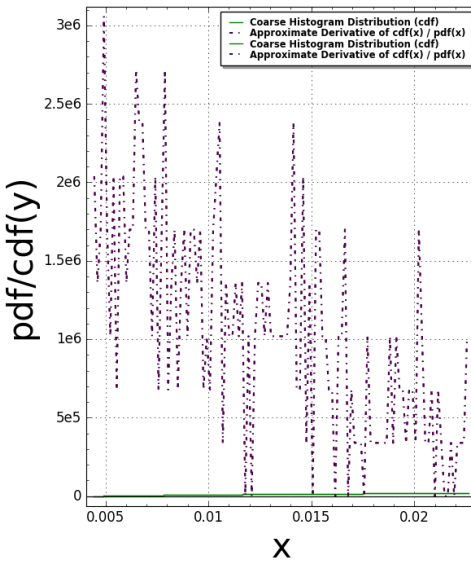 3e6
Coarse Histogram Distribution (cdf)
Approximate Derivative of cdf(x) / pdf(x)
Coarse Histogram Distribution (cdf)
Approximate Derivative of cdf(x) / pdf(x)
2.5e6
2e6
1.5e6
1e6
5e5
0
pdf/cdf(y)
0.005
0.01
0.015
0.02
x